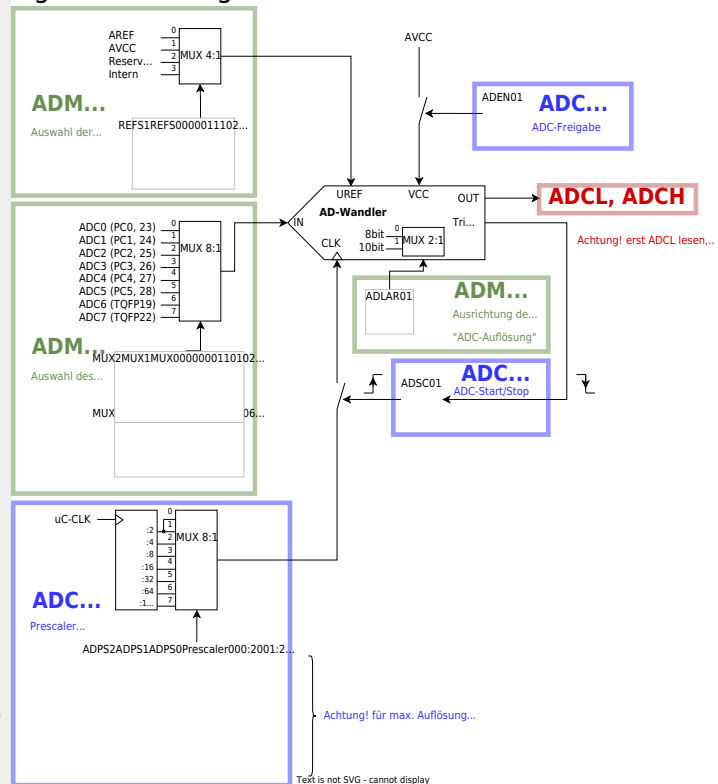 AREF
AVCC
Reserv...
Intern
0
1
2
3
MUX 4:1
ADM...
Auswahl der...
REFS1REFS0000011102...
AVCC
ADEN01
ADC...
ADC-Freigabe
UREF
VCC
OUT
AD-Wandler
IN
Tri...
CLK
8bit
10bit
0
1
MUX 2:1
ADCL, ADCH
Achtung! erst ADCL lesen,..
ADC0 (PC0, 23)
ADC1 (PC1, 24)
ADC2 (PC2, 25)
ADC3 (PC3, 26)
ADC4 (PC4, 27)
ADC5 (PC5, 28)
ADC6 (TQFP19)
ADC7 (TQFP22)
0
1
2
3
4
5
6
7
MUX 8:1
ADM...
MUX2MUX1MUX0000000110102...
Auswahl des...
MUX
06...
ADLAR01
ADM...
Ausrichtung de...
"ADC-Auflösung"
ADSC01
ADC...
ADC-Start/Stop
uC-CLK
:2
:4
:8
:16
:32
:64
:1...
0
1
2
3
4
5
6
7
MUX 8:1
ADC...
Prescaler...
ADPS2ADPS1ADPS0Prescaler000:2001:2...
Achtung! für max. Auflösung...
Text is not SVG - cannot display